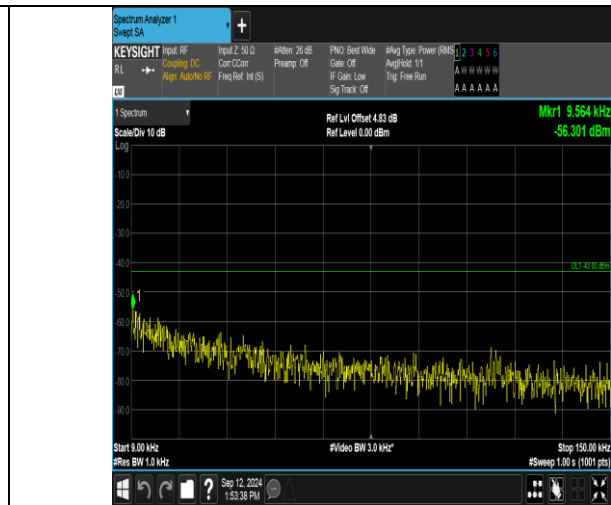 Spectrum Analyzer 1
Swept SA
+
KEYSIGHT Input: RF Input Z: 50 Ω #Atten: 26 dB PNO: Best Wide #Avg Type: Power (RMS 1 2 3 4 5 6
RL Coupling: DC Corr CCorr Preamp: Off Gate: Off Avg|Hold: 1/1 A W W W W W
Align: Auto/No RF Freq Ref: Int (S) IF Gain: Low Trig: Free Run
Sig Track: Off A A A A A A
LXI
1 Spectrum Ref Lvl Offset 4.83 dB Mkr1 9.564 kHz
Scale/Div 10 dB Ref Level 0.00 dBm -56.301 dBm
Log
-10.0
-20.0
-30.0
-40.0
DL1 -43.00 dBm
-50.0
1
-60.0
-70.0
-80.0
-90.0
Start 9.00 kHz #Video BW 3.0 kHz* Stop 150.00 kHz
#Res BW 1.0 kHz #Sweep 1.00 s (1001 pts)
? Sep 12, 2024
1:53:38 PM